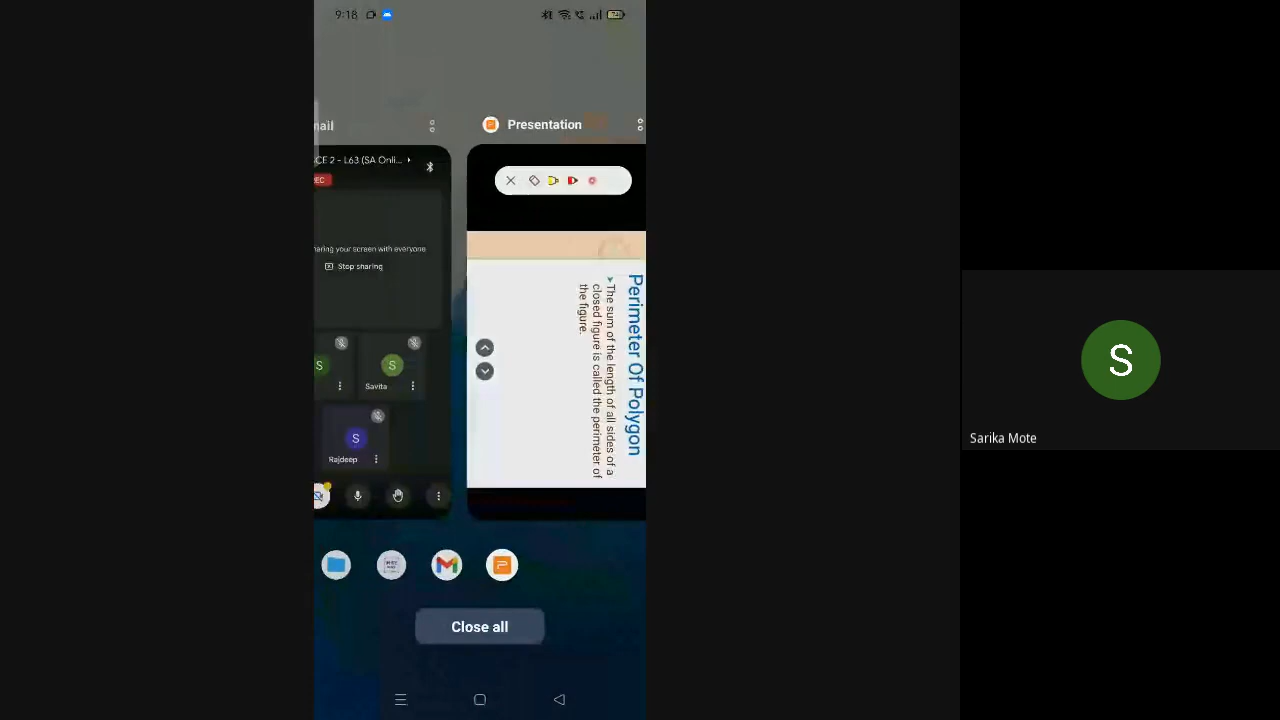 9:18
74
nail
Presentation
CE 2 - L63 (SA Onli...
REC
haring your screen with everyone
Stop sharing
S
S
Savita
S
Rajdeep
Perimeter Of Polygon
The sum of the length of all sides of a
closed figure is called the perimeter of
the figure.
Close all
S
Sarika Mote